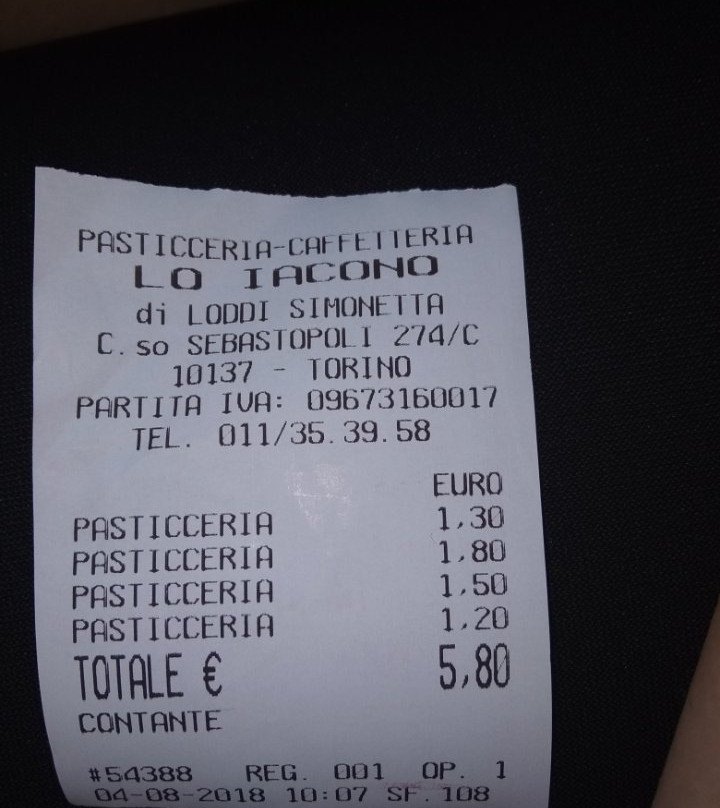 PASTICCERIA-CAFFETTERIA
LO IACONO
di LODDI SIMONETTA
C.so SEBASTOPOLI 274/C
10137 - TORINO
PARTITA IVA: 09673160017
TEL. 011/35.39.58
EURO
PASTICCERIA 1,30
PASTICCERIA 1,80
PASTICCERIA 1,50
PASTICCERIA 1,20
TOTALE € 5,80
CONTANTE
#54388 REG. 001 OP. 1
04-08-2018 10:07 SF.108